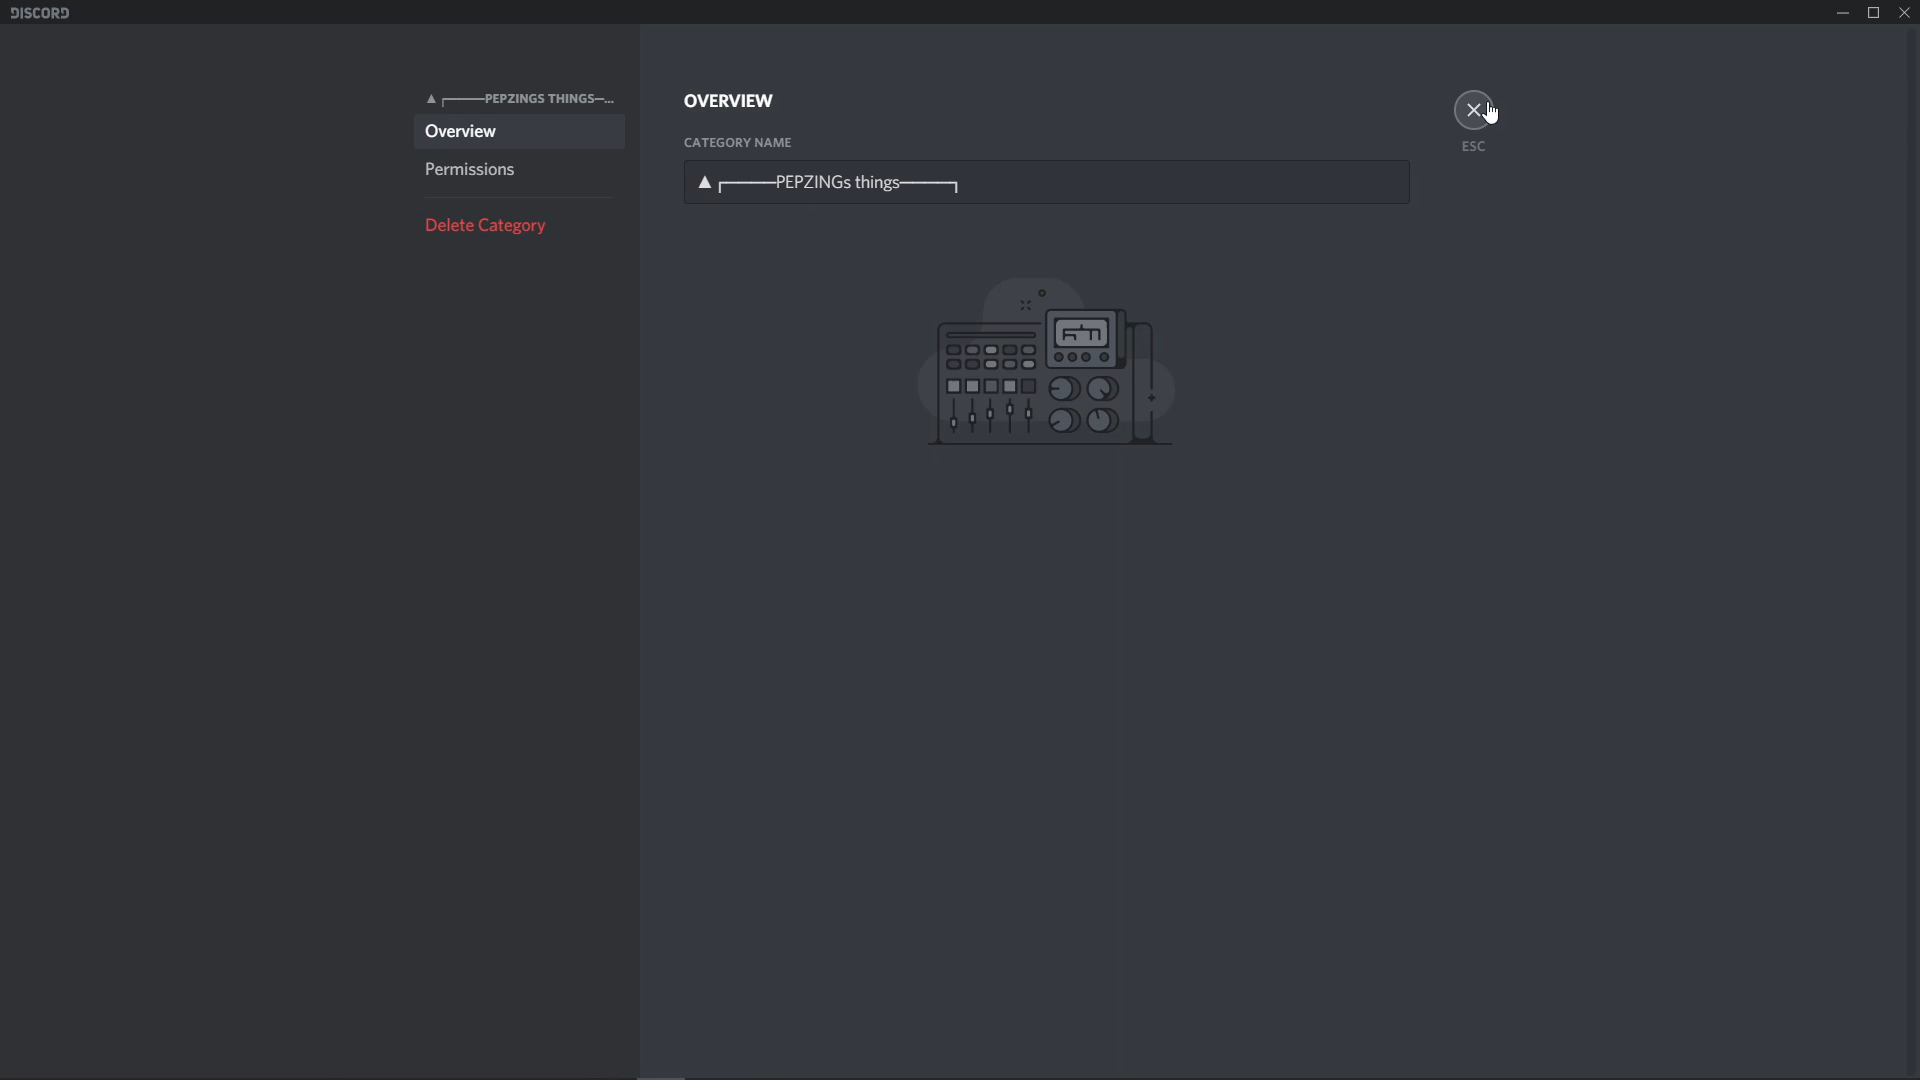 DISCORD
▲ ┌────PEPZINGS THINGS─...
Overview
Permissions
Delete Category
OVERVIEW
CATEGORY NAME
▲ ┌────PEPZINGs things────┐
ESC